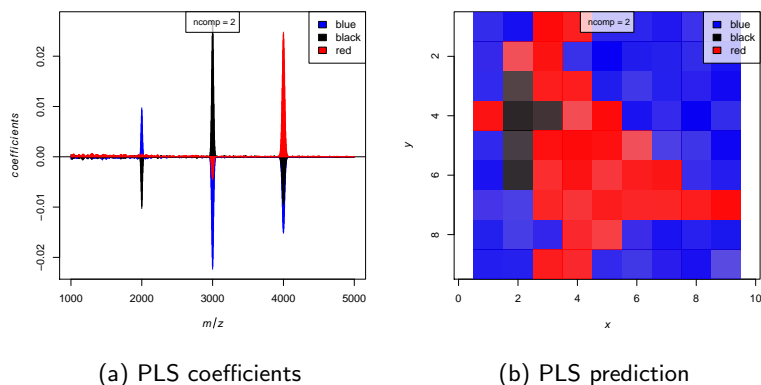 ncomp = 2
blue
black
red
coefficients
0.02
0.01
0.00
−0.01
−0.02
1000 2000 3000 4000 5000
m/z
(a) PLS coefficients
ncomp = 2
blue
black
red
y
2
4
6
8
0 2 4 6 8 10
x
(b) PLS prediction